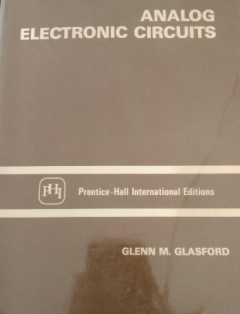 ANALOG
ELECTRONIC CIRCUITS
PHI
Prentice-Hall International Editions
GLENN M. GLASFORD